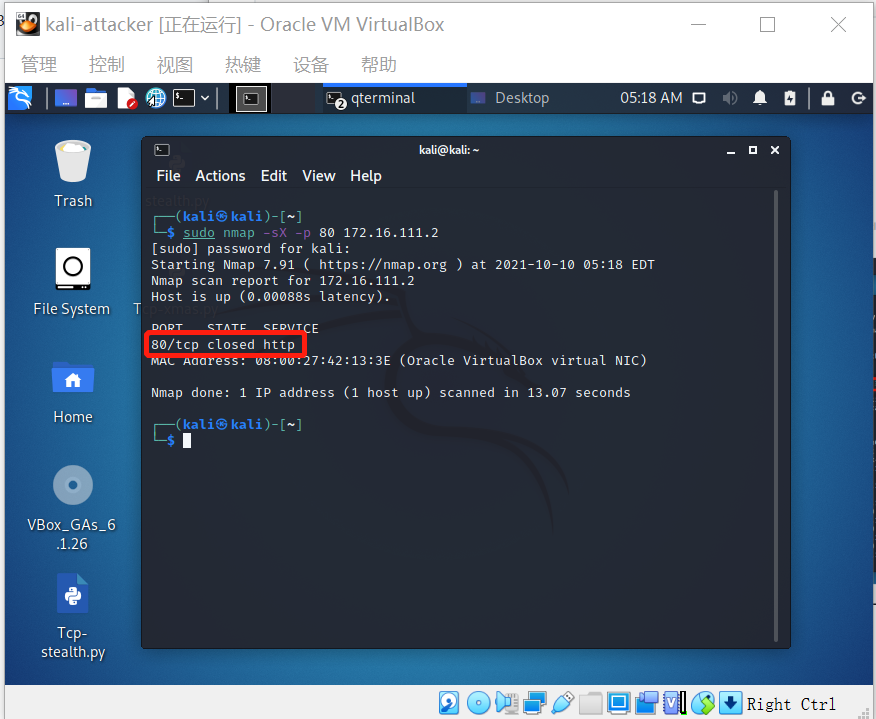 kali-attacker [正在运行] - Oracle VM VirtualBox
管理 控制 视图 热键 设备 帮助
qterminal Desktop 05:18 AM
Trash
File System
Home
VBox_GAs_6
.1.26
Tcp-
stealth.py
kali@kali: ~
File Actions Edit View Help
┌──(kali㉿kali)-[~]
└─$ sudo nmap -sX -p 80 172.16.111.2
[sudo] password for kali:
Starting Nmap 7.91 ( https://nmap.org ) at 2021-10-10 05:18 EDT
Nmap scan report for 172.16.111.2
Host is up (0.00088s latency).
PORT STATE SERVICE
80/tcp closed http
MAC Address: 08:00:27:42:13:3E (Oracle VirtualBox virtual NIC)
Nmap done: 1 IP address (1 host up) scanned in 13.07 seconds
┌──(kali㉿kali)-[~]
└─$
Right Ctrl